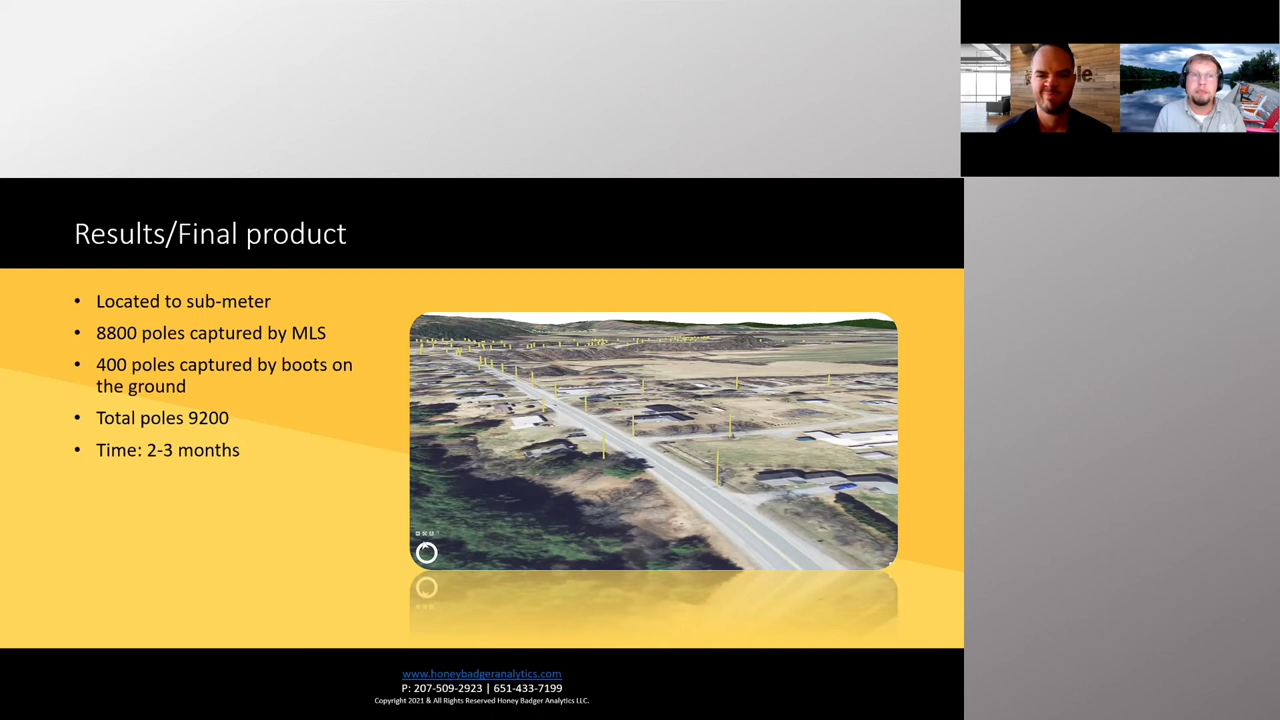 Results/Final product
• Located to sub-meter
• 8800 poles captured by MLS
• 400 poles captured by boots on
the ground
• Total poles 9200
• Time: 2-3 months
www.honeybadgeranalytics.com
P: 207-509-2923 | 651-433-7199
Copyright 2021 & All Rights Reserved Honey Badger Analytics LLC.